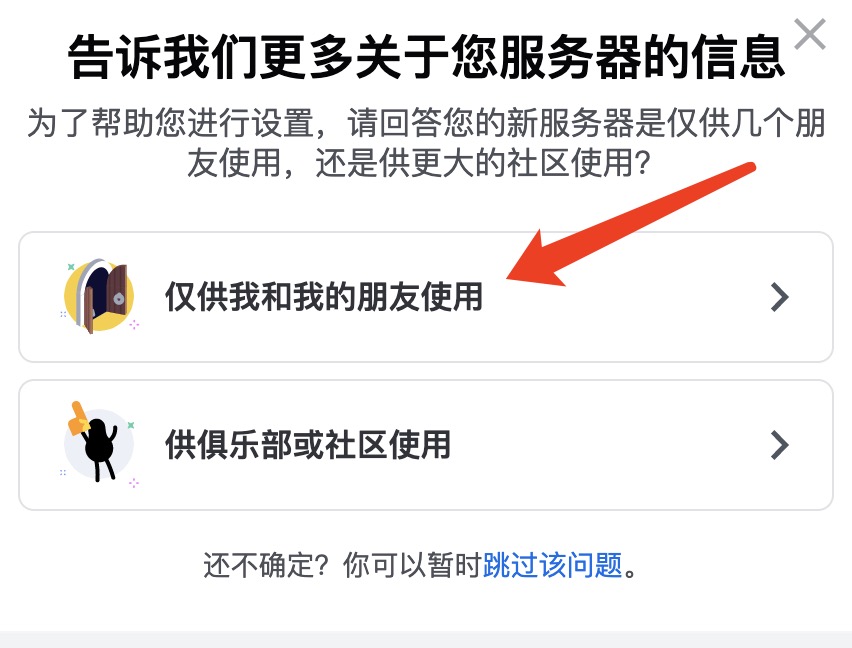 告诉我们更多关于您服务器的信息
为了帮助您进行设置，请回答您的新服务器是仅供几个朋
友使用，还是供更大的社区使用？
仅供我和我的朋友使用
供俱乐部或社区使用
还不确定？你可以暂时跳过该问题。